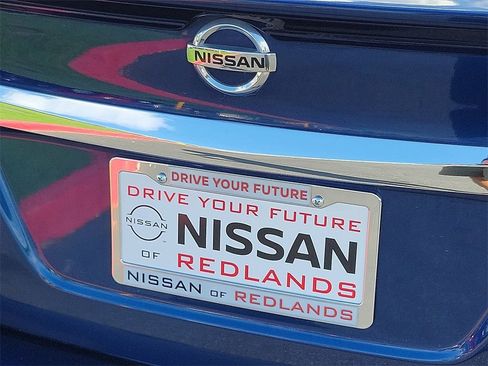 NISSAN
DRIVE YOUR FUTURE
DRIVE YOUR FUTURE
NISSAN NISSAN
OF REDLANDS
NISSAN OF REDLANDS